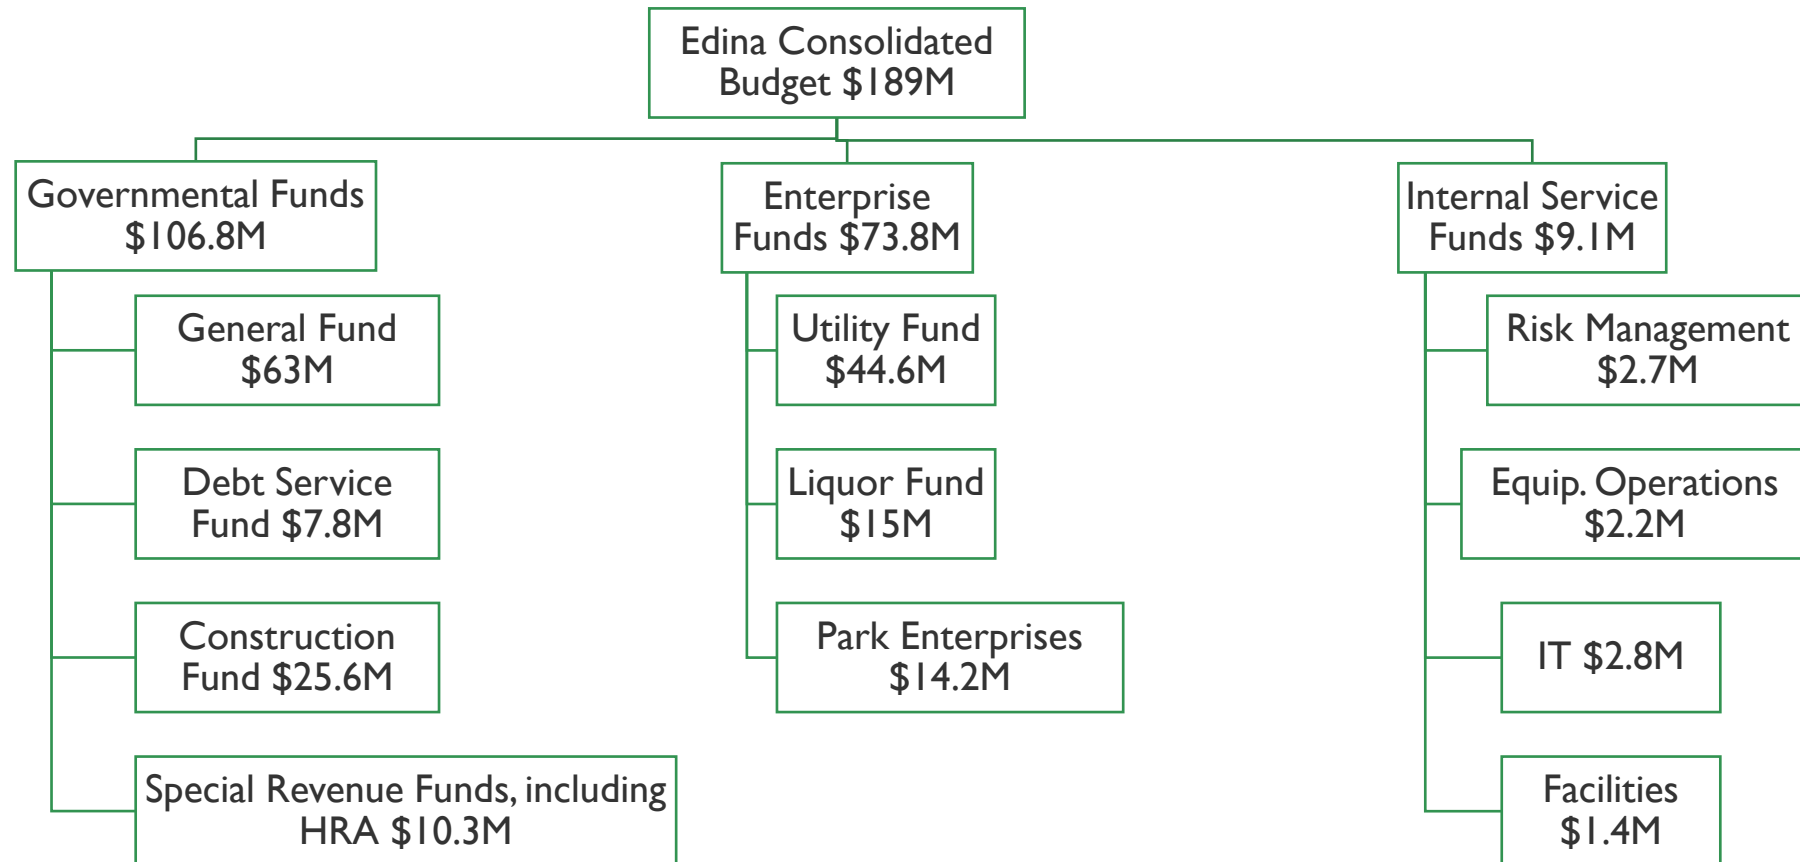 Edina Consolidated
Budget $189M
Governmental Funds
$106.8M
Enterprise
Funds $73.8M
Internal Service
Funds $9.1M
General Fund
$63M
Utility Fund
$44.6M
Risk Management
$2.7M
Debt Service
Fund $7.8M
Liquor Fund
$15M
Equip. Operations
$2.2M
Construction
Fund $25.6M
Park Enterprises
$14.2M
IT $2.8M
Special Revenue Funds, including
HRA $10.3M
Facilities
$1.4M